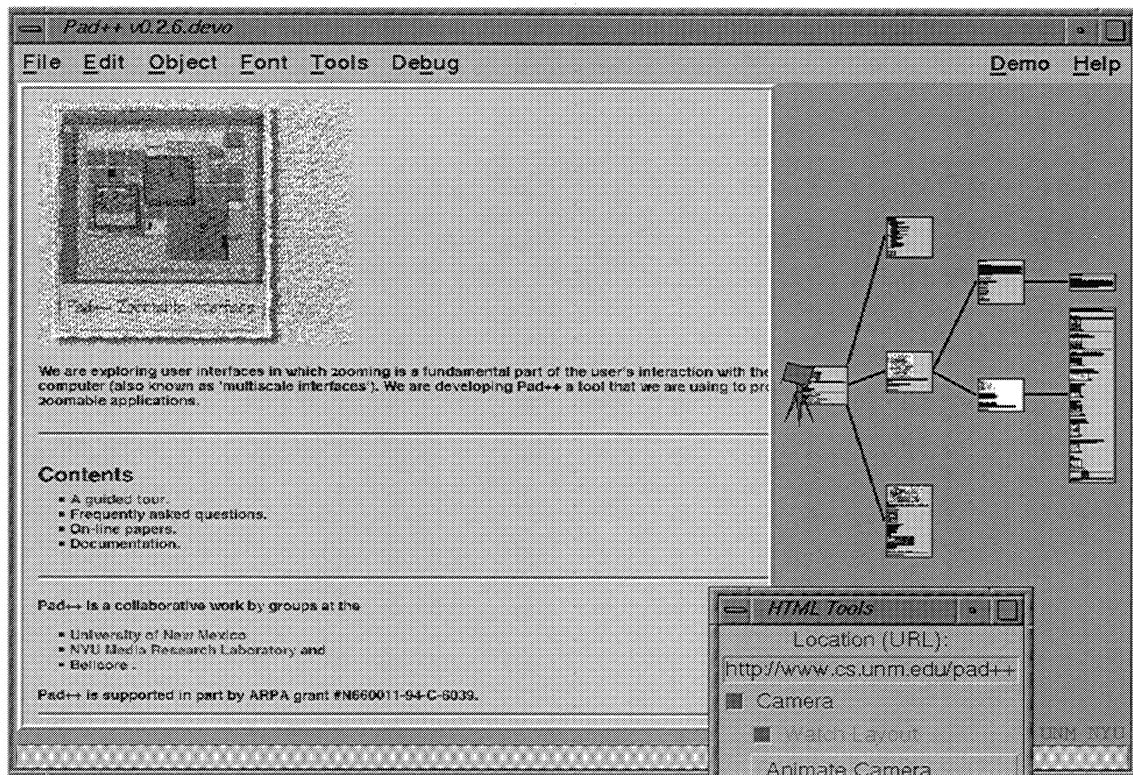 Pad++ v0.2.6.devo
File Edit Object Font Tools Debug Demo Help
Pad++ Zoomable
We are exploring user interfaces in which zooming is a fundamental part of the user's interaction with the
computer (also known as 'multiscale interfaces'). We are developing Pad++ a tool that we are using to pro
zoomable applications.
Contents
▪ A guided tour.
▪ Frequently asked questions.
▪ On-line papers.
▪ Documentation.
Pad++ is a collaborative work by groups at the
▪ University of New Mexico
▪ NYU Media Research Laboratory and
▪ Bellcore .
Pad++ is supported in part by ARPA grant #N660011-94-C-6039.
HTML Tools
Location (URL):
http://www.cs.unm.edu/pad++
Camera
Watch Layout
Animate Camera
UNM NYU